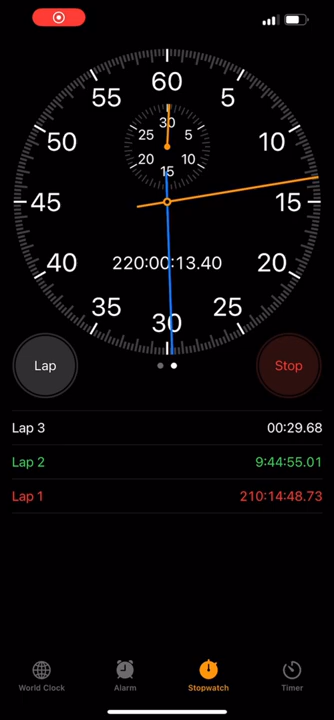 60
55 5
30
50 25 5 10
20 10
15
45 15
220:00:13.40
40 20
35 25
30
Lap Stop
Lap 3 00:29.68
Lap 2 9:44:55.01
Lap 1 210:14:48.73
World Clock Alarm Stopwatch Timer